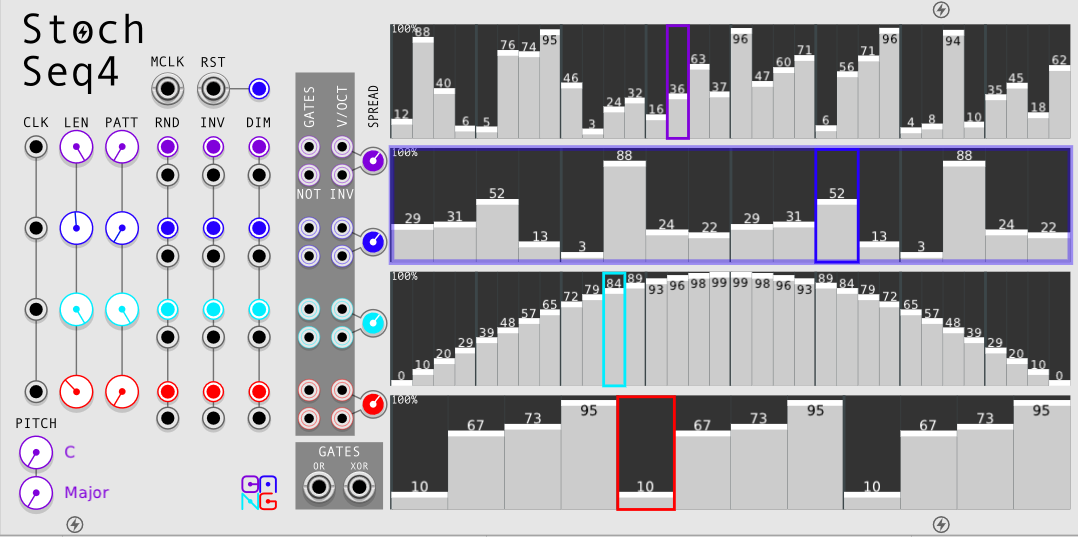 Stoch
Seq4
MCLK RST
CLK LEN PATT RND INV DIM
GATES V/OCT SPREAD
NOT INV
PITCH
C
Major
GATES
OR XOR
100%
12 88 40 6 5 76 74 95 46 3 24 32 16 36 63 37 96 47 60 71 6 56 71 96 4 8 94 10 35 45 18 62
100%
29 31 52 13 3 88 24 22 29 31 52 13 3 88 24 22
100%
0 10 20 29 39 48 57 65 72 79 84 89 93 96 98 99 99 98 96 93 89 84 79 72 65 57 48 39 29 20 10 0
100%
10 67 73 95 10 67 73 95 10 67 73 95